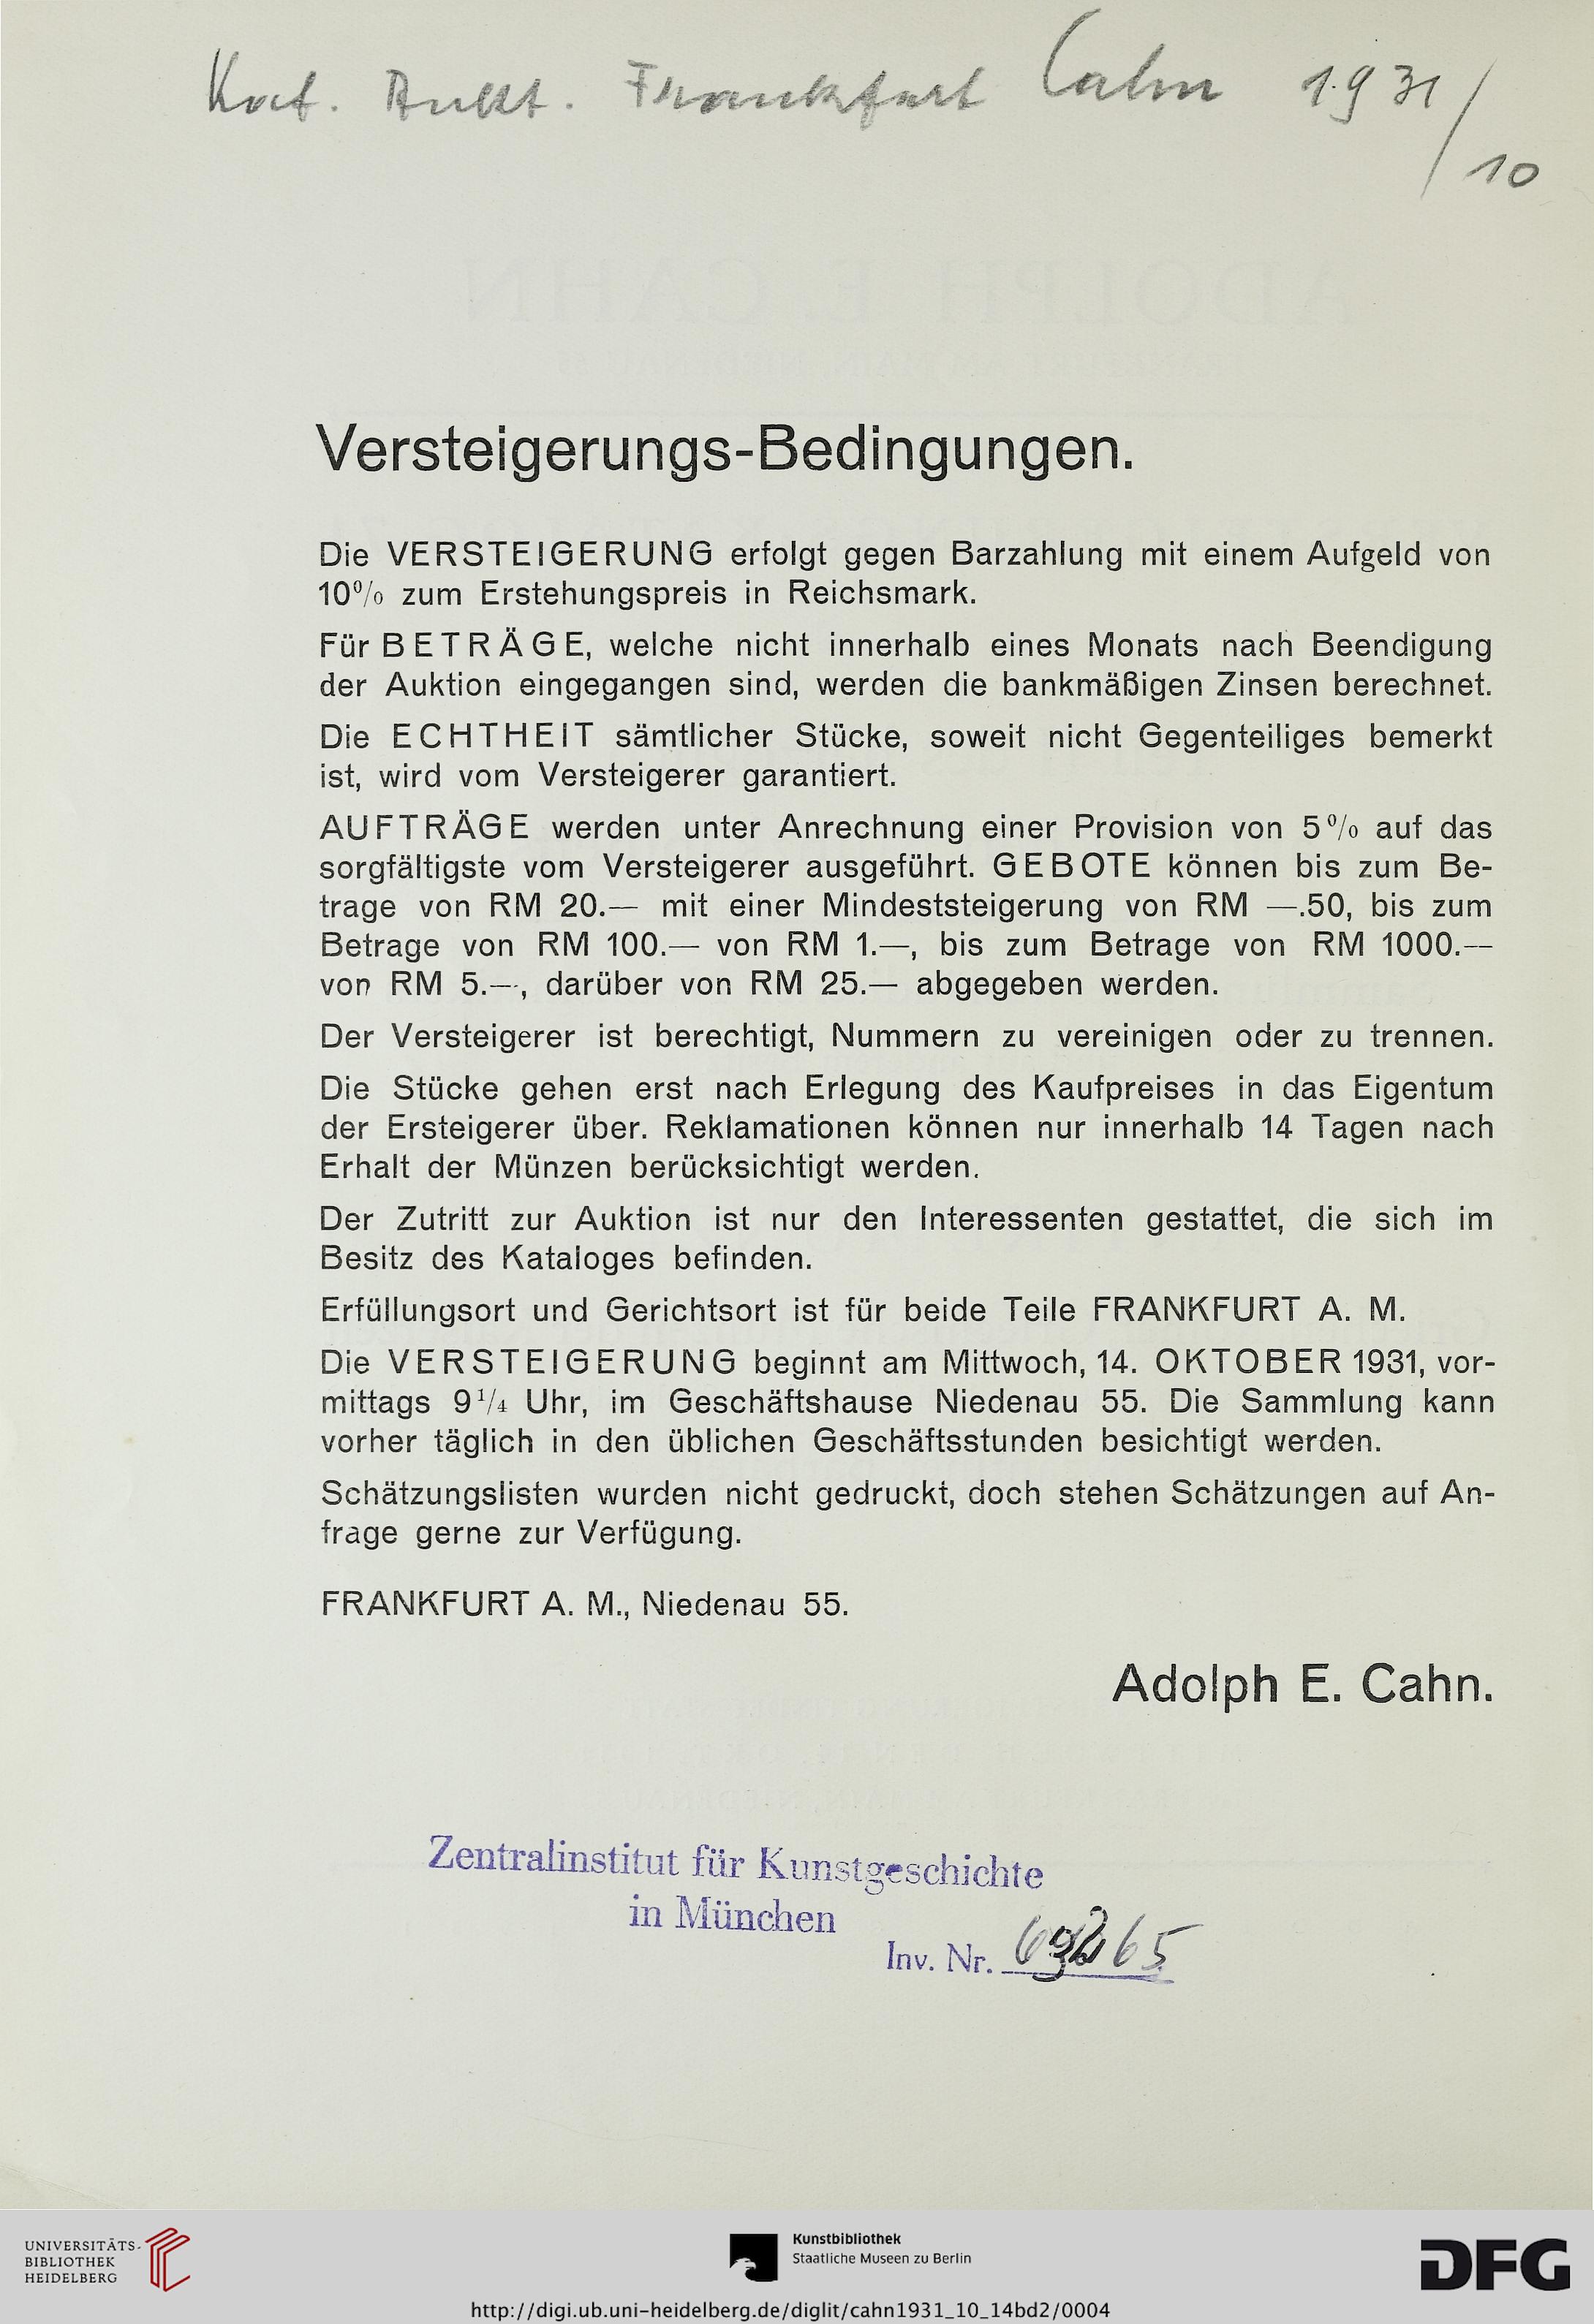 Kat. Aukt. Frankfurt Cahn 1931/10
Versteigerungs-Bedingungen.
Die VERSTEIGERUNG erfolgt gegen Barzahlung mit einem Aufgeld von
10% zum Erstehungspreis in Reichsmark.
Für BETRÄGE, welche nicht innerhalb eines Monats nach Beendigung
der Auktion eingegangen sind, werden die bankmäßigen Zinsen berechnet.
Die ECHTHEIT sämtlicher Stücke, soweit nicht Gegenteiliges bemerkt
ist, wird vom Versteigerer garantiert.
AUFTRÄGE werden unter Anrechnung einer Provision von 5% auf das
sorgfältigste vom Versteigerer ausgeführt. GEBOTE können bis zum Be-
trage von RM 20.— mit einer Mindeststeigerung von RM —.50, bis zum
Betrage von RM 100.— von RM 1.—, bis zum Betrage von RM 1000.—
von RM 5.—, darüber von RM 25.— abgegeben werden.
Der Versteigerer ist berechtigt, Nummern zu vereinigen oder zu trennen.
Die Stücke gehen erst nach Erlegung des Kaufpreises in das Eigentum
der Ersteigerer über. Reklamationen können nur innerhalb 14 Tagen nach
Erhalt der Münzen berücksichtigt werden.
Der Zutritt zur Auktion ist nur den Interessenten gestattet, die sich im
Besitz des Kataloges befinden.
Erfüllungsort und Gerichtsort ist für beide Teile FRANKFURT A. M.
Die VERSTEIGERUNG beginnt am Mittwoch, 14. OKTOBER 1931, vor-
mittags 9 1/4 Uhr, im Geschäftshause Niedenau 55. Die Sammlung kann
vorher täglich in den üblichen Geschäftsstunden besichtigt werden.
Schätzungslisten wurden nicht gedruckt, doch stehen Schätzungen auf An-
frage gerne zur Verfügung.
FRANKFURT A. M., Niedenau 55.
Adolph E. Cahn.
Zentralinstitut für Kunstgeschichte
in München
Inv. Nr.
UNIVERSITÄTS-
BIBLIOTHEK
HEIDELBERG
Kunstbibliothek
Staatliche Museen zu Berlin
DFG
http://digi.ub.uni-heidelberg.de/diglit/cahn1931_10_14bd2/0004